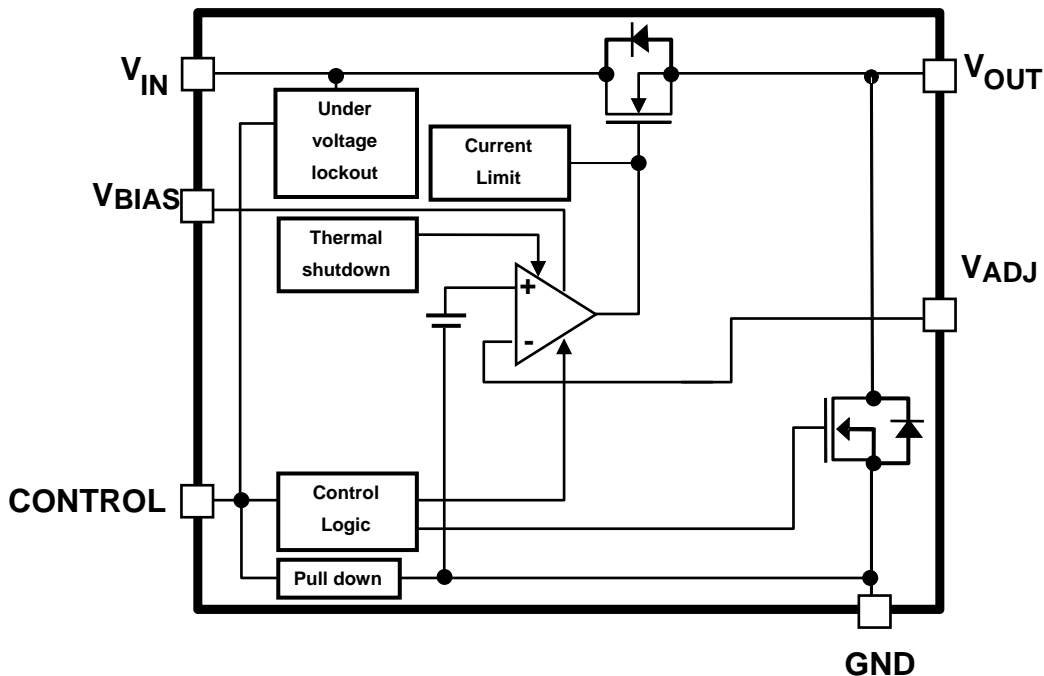 VIN
VOUT
Under
voltage
lockout
Current
Limit
VBIAS
Thermal
shutdown
VADJ
+
-
CONTROL
Control
Logic
Pull down
GND